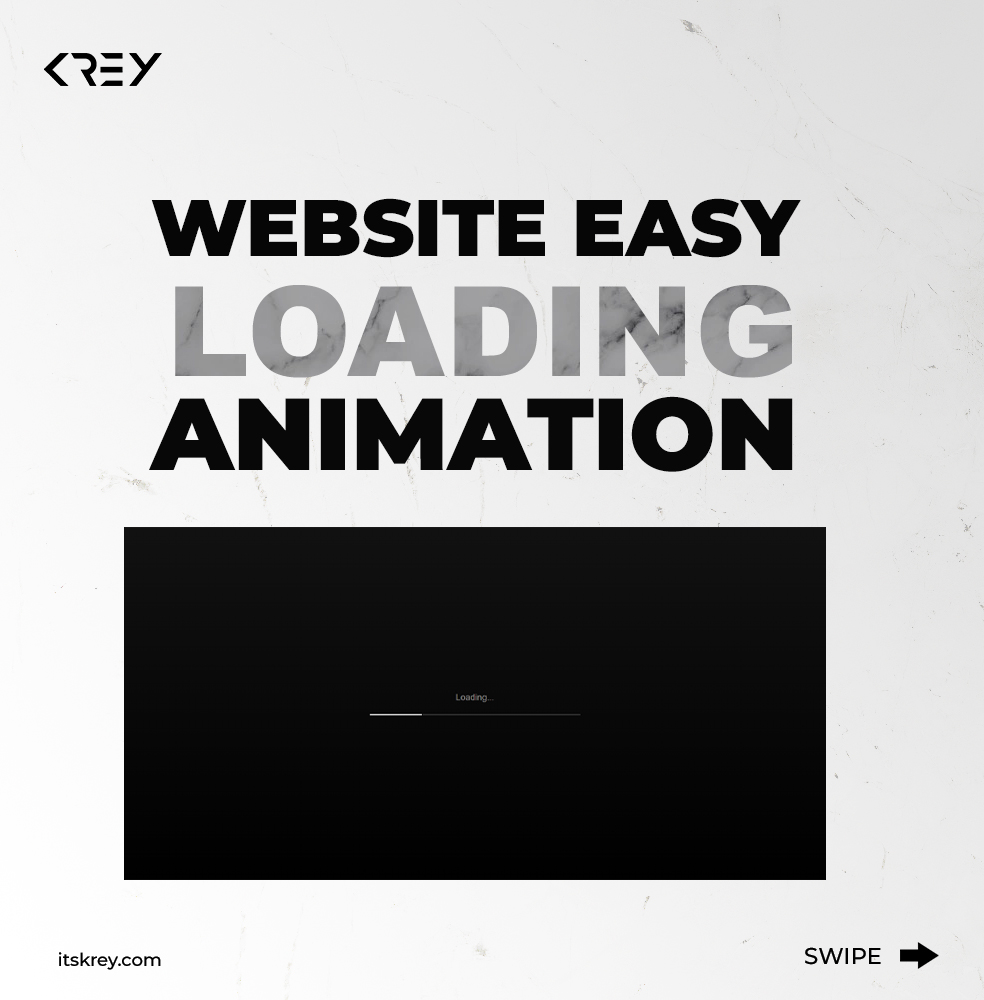 KREY
WEBSITE EASY
LOADING
ANIMATION
Loading...
itskrey.com
SWIPE